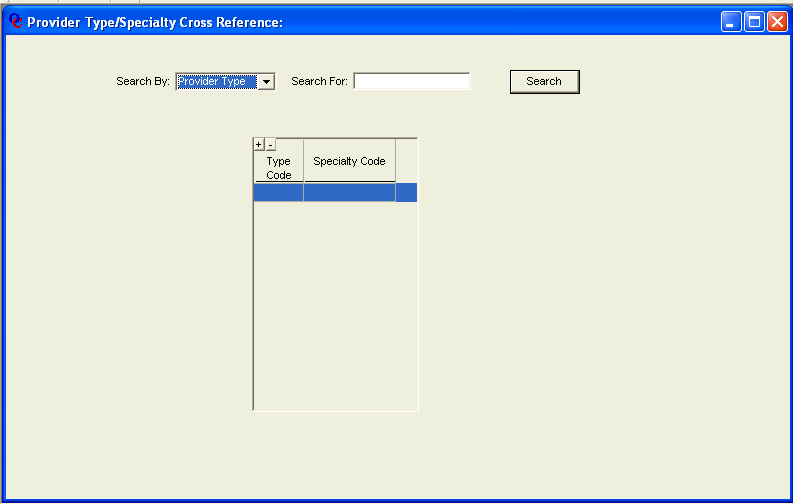 Provider Type/Specialty Cross Reference:
Search By: Provider Type Search For: Search
+ -
Type Code Specialty Code